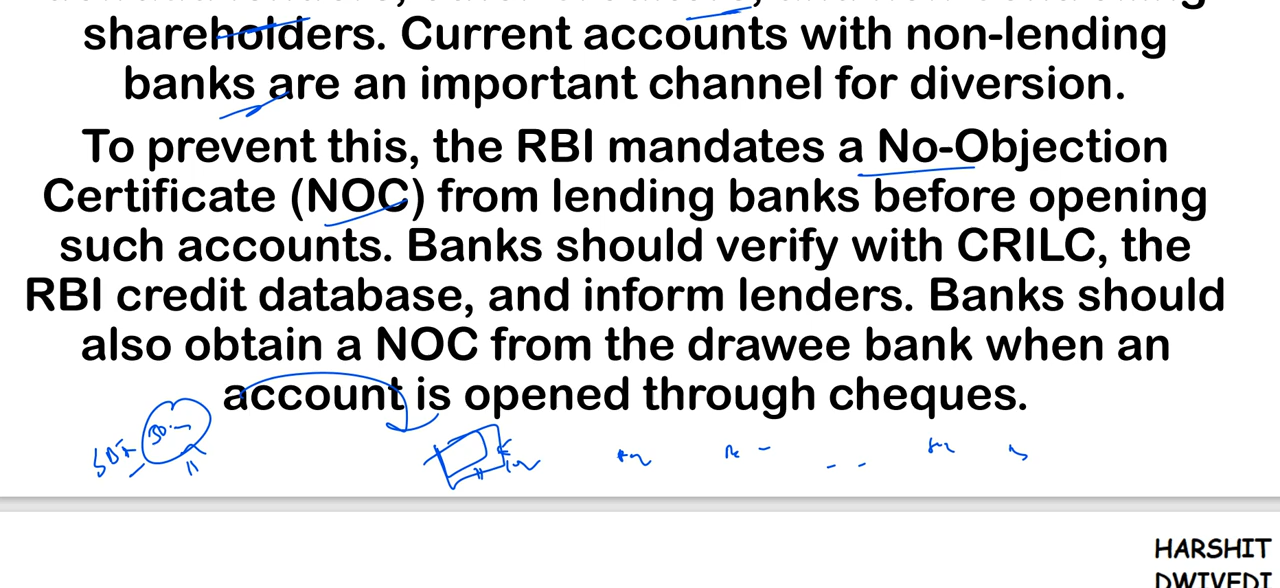 shareholders. Current accounts with non-lending
banks are an important channel for diversion.
To prevent this, the RBI mandates a No-Objection
Certificate (NOC) from lending banks before opening
such accounts. Banks should verify with CRILC, the
RBI credit database, and inform lenders. Banks should
also obtain a NOC from the drawee bank when an
account is opened through cheques.
HARSHIT
DWIVEDI